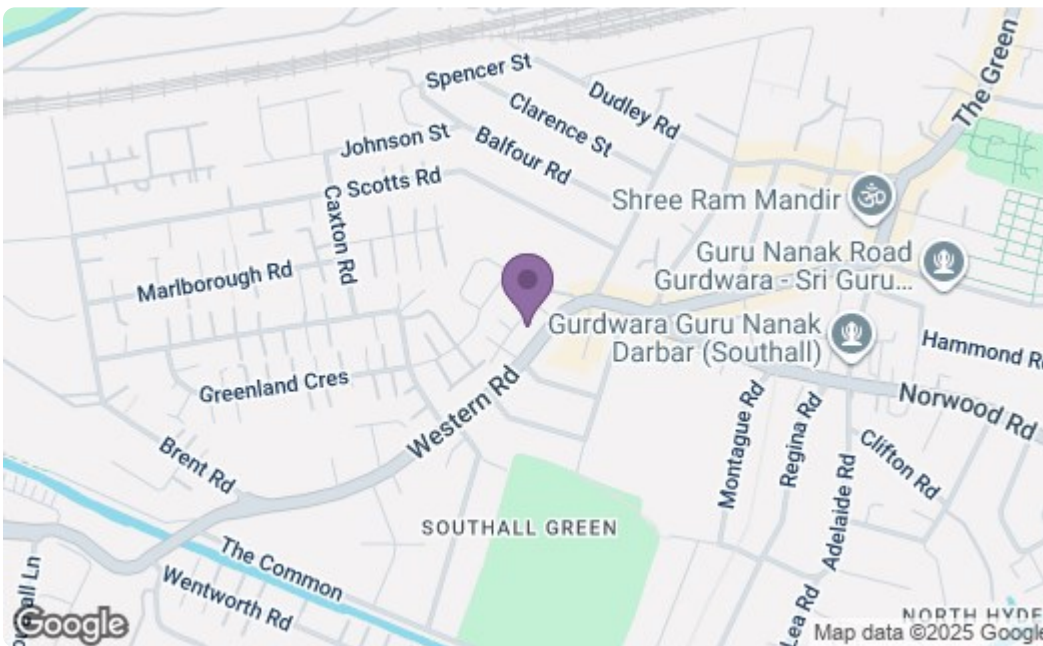 The Green
Spencer St
Dudley Rd
Clarence St
Johnson St
Balfour Rd
Scotts Rd
Caxton Rd
Shree Ram Mandir
Guru Nanak Road
Gurdwara - Sri Guru...
Marlborough Rd
Gurdwara Guru Nanak
Darbar (Southall)
Hammond R
Greenland Cres
Western Rd
Norwood Rd
Montague Rd
Regina Rd
Clifton Rd
Adelaide Rd
Brent Rd
SOUTHALL GREEN
The Common
Wentworth Rd
all Ln
Lea Rd
NORTH HYDE
Google
Map data ©2025 Google